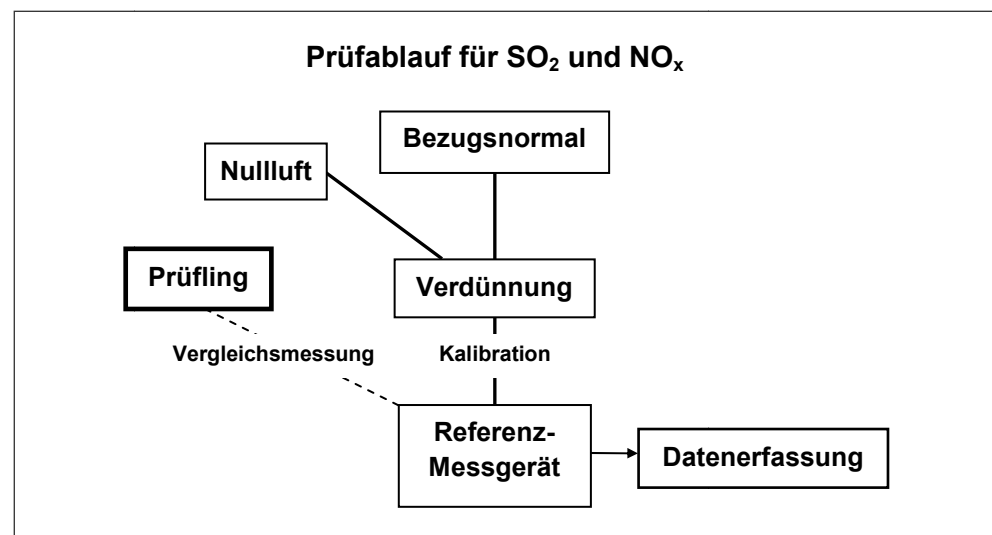 Prüfablauf für SO₂ und NOₓ
Bezugsnormal
Nullluft
Prüfling
Verdünnung
Vergleichsmessung
Kalibration
Referenz-
Messgerät
Datenerfassung